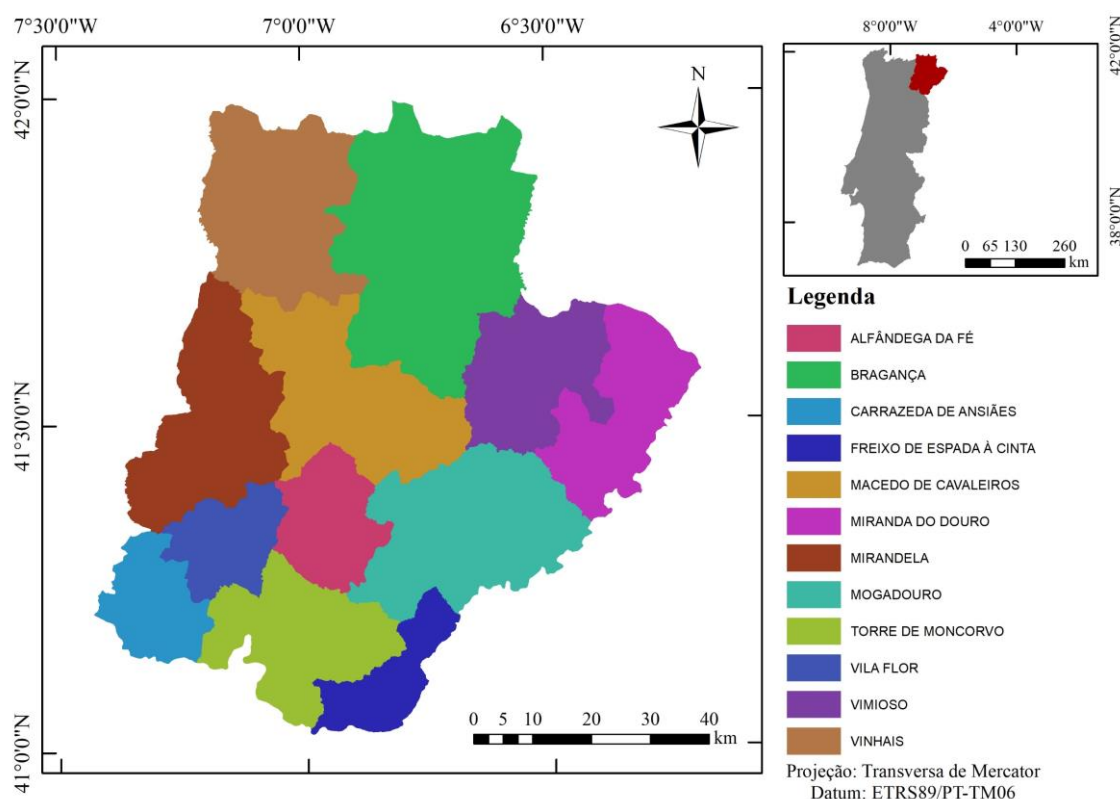 7°30'0"W 7°0'0"W 6°30'0"W
42°0'0"N
41°30'0"N
41°0'0"N
N
0 5 10 20 30 40
km
8°0'0"W 4°0'0"W
42°0'0"N
38°0'0"N
0 65 130 260
km
Legenda
ALFÂNDEGA DA FÉ
BRAGANÇA
CARRAZEDA DE ANSIÃES
FREIXO DE ESPADA À CINTA
MACEDO DE CAVALEIROS
MIRANDA DO DOURO
MIRANDELA
MOGADOURO
TORRE DE MONCORVO
VILA FLOR
VIMIOSO
VINHAIS
Projeção: Transversa de Mercator
Datum: ETRS89/PT-TM06